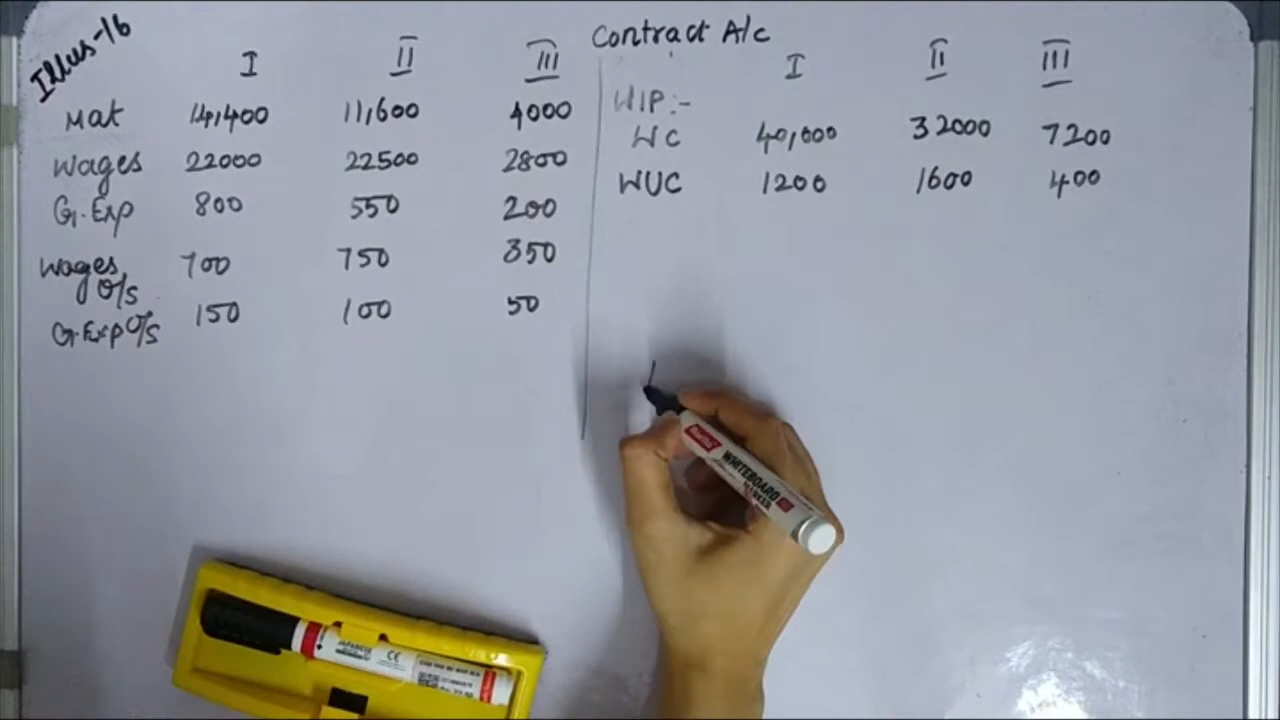 Illus-16
Contract A/c
I II III
Mat 14,400 11,600 4000
Wages 22000 22500 2800
G.Exp 800 550 200
Wages O/s 700 750 350
G.Exp O/s 150 100 50
I II III
WIP:-
WC 40,000 32000 7200
WUC 1200 1600 400
WHITEBOARD
MARKER
CE